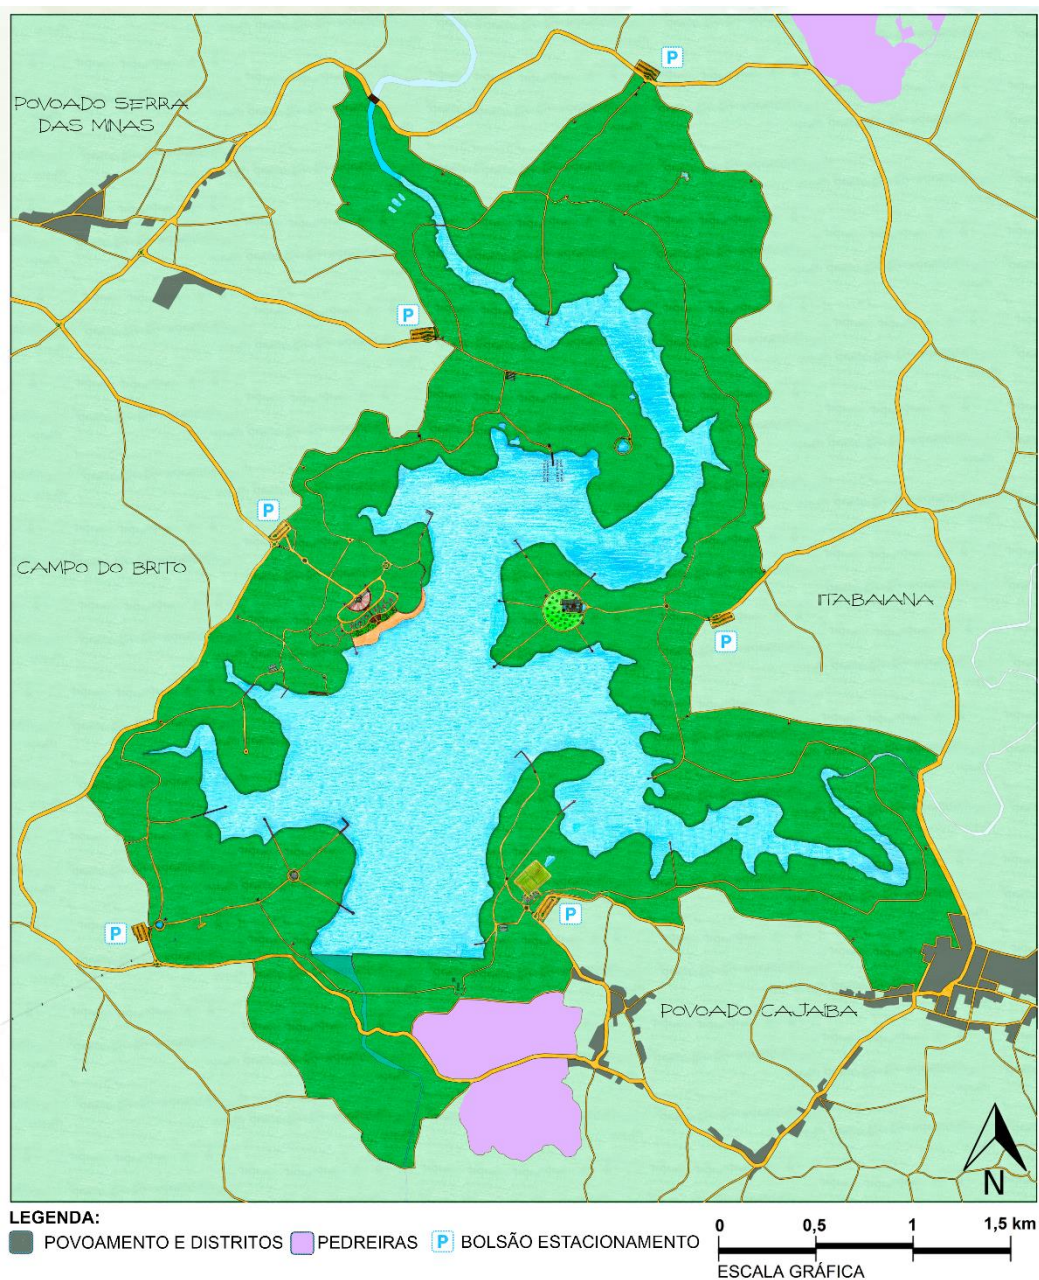 P
POVOADO SERRA
DAS MINAS
P
P
CAMPO DO BRITO
ITABAIANA
P
P
P
POVOADO CAJAÍBA
N
LEGENDA:
POVOAMENTO E DISTRITOS PEDREIRAS P BOLSÃO ESTACIONAMENTO
0 0,5 1 1,5 km
ESCALA GRÁFICA